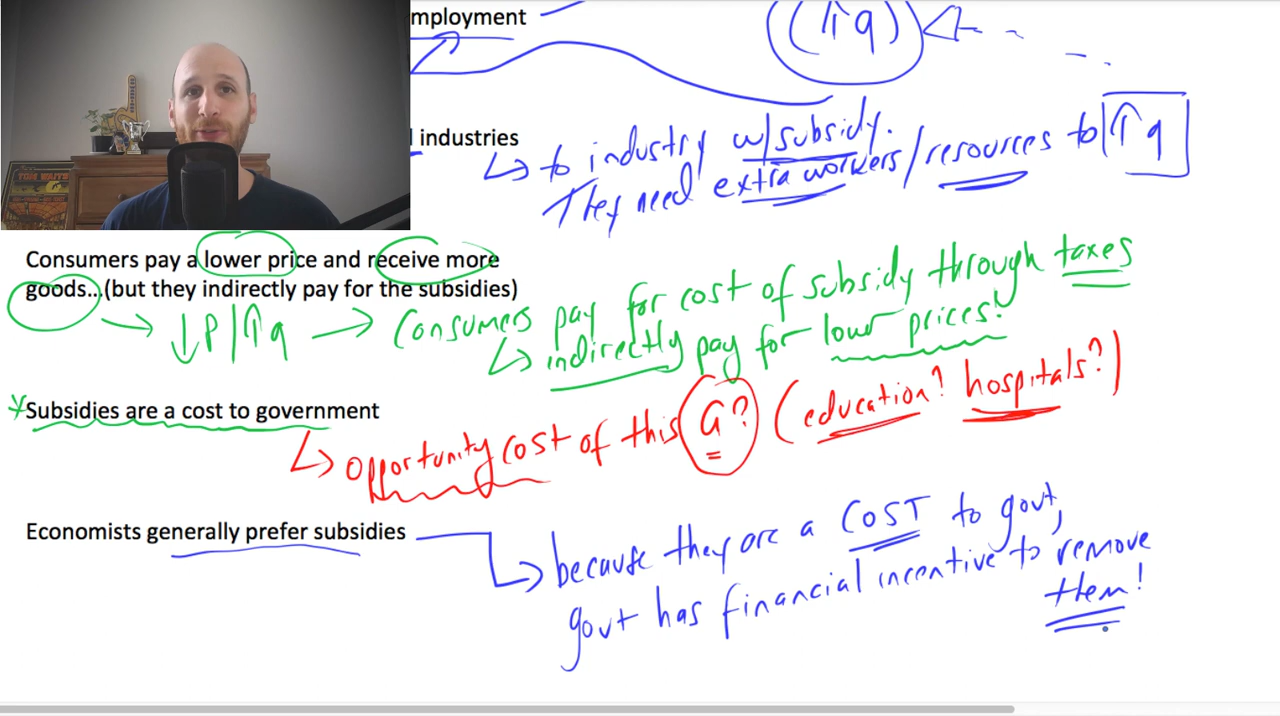 mployment
(↑q)
l industries
↳ to industry w/subsidy.
They need extra workers/resources to ↑q
Consumers pay a lower price and receive more
goods...(but they indirectly pay for the subsidies)
↓P/↑q → Consumers pay for cost of subsidy through taxes
↳ indirectly pay for lower prices!
Subsidies are a cost to government
↳ opportunity cost of this G? (education? hospitals?)
Economists generally prefer subsidies
↳ because they are a COST to govt,
govt has financial incentive to remove
them!
TOM WAITS